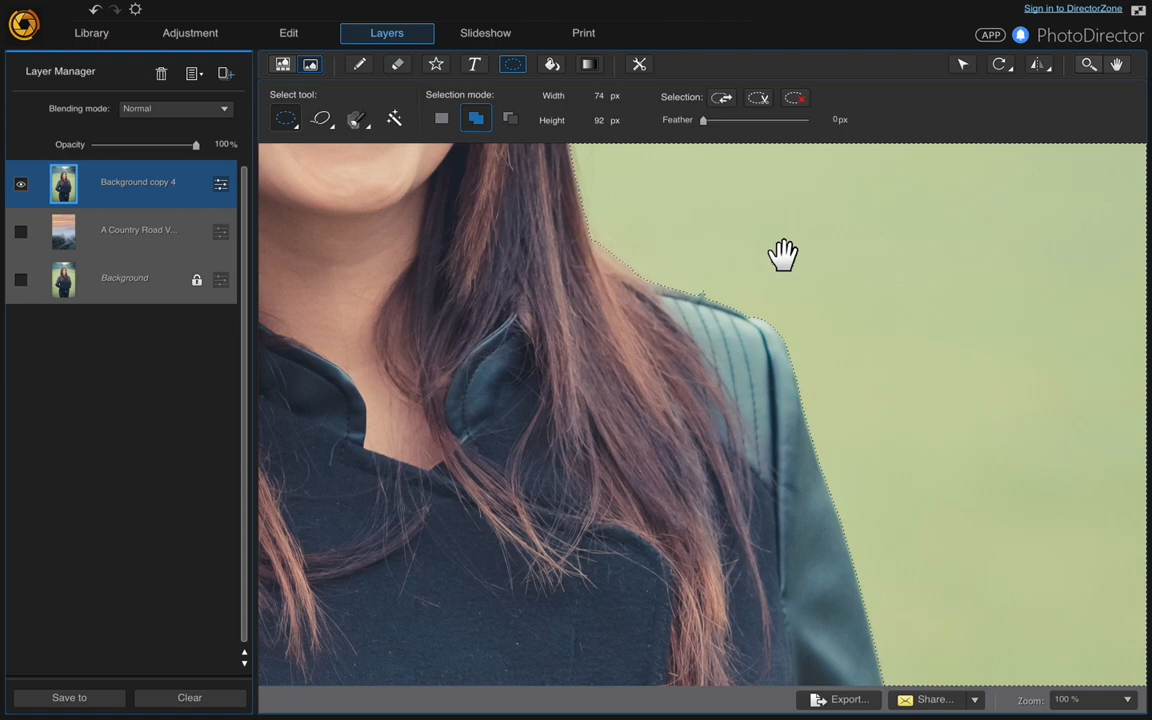 Sign in to DirectorZone
Library
Adjustment
Edit
Layers
Slideshow
Print
APP
PhotoDirector
Layer Manager
Blending mode:
Normal
Opacity
100%
Background copy 4
A Country Road V...
Background
Save to
Clear
T
Select tool:
Selection mode:
Width
74
px
Height
92
px
Selection:
Feather
0px
Export...
Share...
Zoom:
100 %